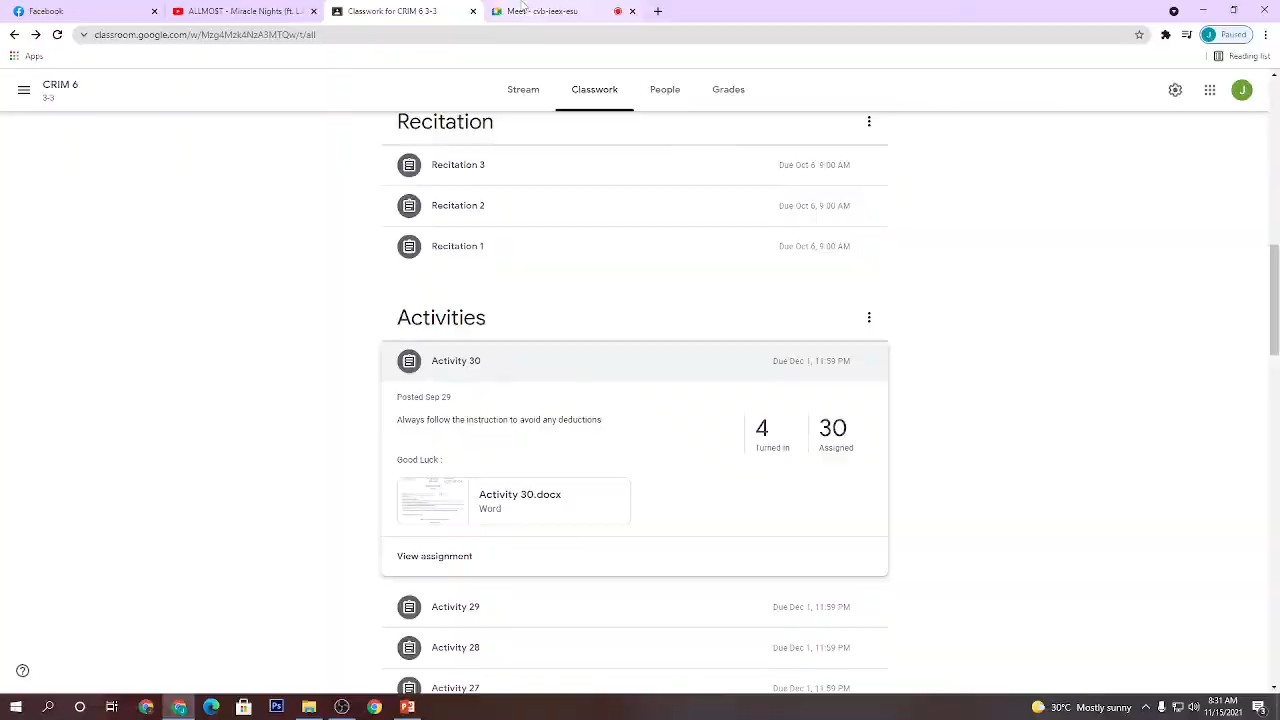 Facebook
ALLMOST - Miracle Nights (ft. L
Classwork for CRIM 6 3-3
Meet - cvb-ieex-esu
classroom.google.com/w/Mzg4Mzk4NzA3MTQw/t/all
Paused
Apps
Reading list
CRIM 6
3-3
Stream
Classwork
People
Grades
J
Recitation
Recitation 3
Due Oct 6, 9:00 AM
Recitation 2
Due Oct 6, 9:00 AM
Recitation 1
Due Oct 6, 9:00 AM
Activities
Activity 30
Due Dec 1, 11:59 PM
Posted Sep 29
Always follow the instruction to avoid any deductions
4
Turned in
30
Assigned
Good Luck :
Activity 30.docx
Word
View assignment
Activity 29
Due Dec 1, 11:59 PM
Activity 28
Due Dec 1, 11:59 PM
Activity 27
Due Dec 1, 11:59 PM
30°C Mostly sunny
8:31 AM
11/15/2021